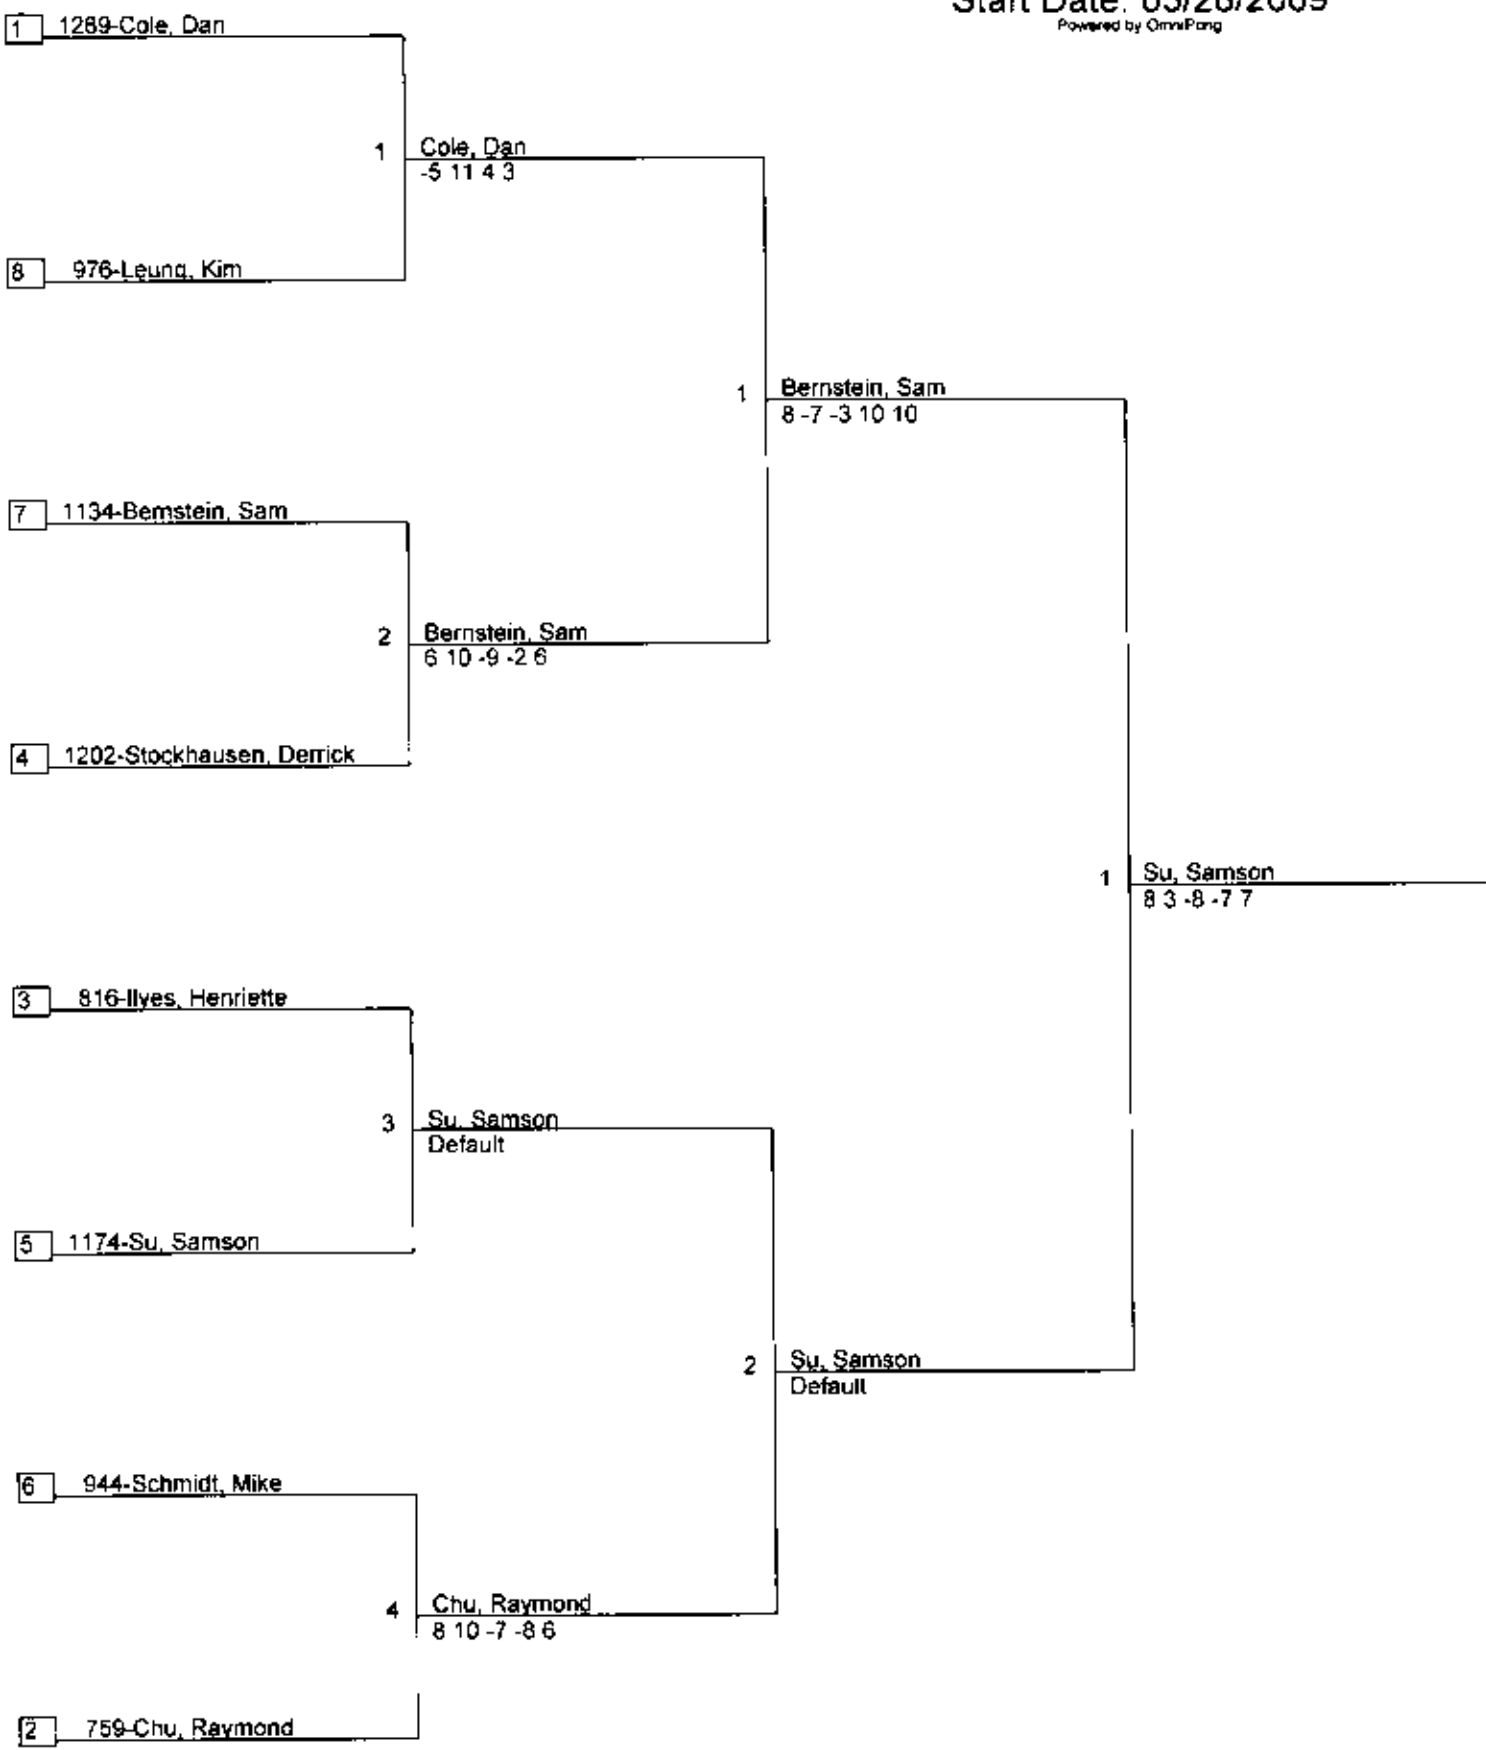 Start Date: 03/28/2009
Powered by OmniPong
1 1289-Cole, Dan
1 Cole, Dan
-5 11 4 3
8 976-Leung, Kim
1 Bernstein, Sam
8 -7 -3 10 10
7 1134-Bernstein, Sam
2 Bernstein, Sam
6 10 -9 -2 6
4 1202-Stockhausen, Derrick
1 Su, Samson
8 3 -8 -7 7
3 816-Ilyes, Henriette
3 Su, Samson
Default
5 1174-Su, Samson
2 Su, Samson
Default
6 944-Schmidt, Mike
4 Chu, Raymond
8 10 -7 -8 6
2 759-Chu, Raymond